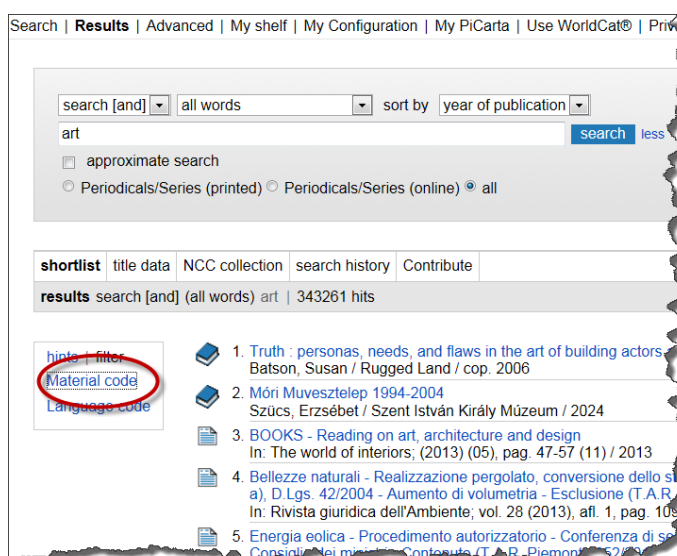 Search | Results | Advanced | My shelf | My Configuration | My PiCarta | Use WorldCat® |
search [and] all words sort by year of publication
art search less
approximate search
Periodicals/Series (printed) Periodicals/Series (online) all
shortlist title data NCC collection search history Contribute
results search [and] (all words) art | 343261 hits
hints | filter
Material code
Language code
1. Truth : personas, needs, and flaws in the art of building actors
Batson, Susan / Rugged Land / cop. 2006
2. Móri Muvesztelep 1994-2004
Szücs, Erzsébet / Szent István Király Múzeum / 2024
3. BOOKS - Reading on art, architecture and design
In: The world of interiors; (2013) (05), pag. 47-57 (11) / 2013
4. Bellezze naturali - Realizzazione pergolato, conversione dello
a), D.Lgs. 42/2004 - Aumento di volumetria - Esclusione (T.A.R.
In: Rivista giuridica dell'Ambiente; vol. 28 (2013), afl. 1, pag.
5. Energia eolica - Procedimento autorizzatorio - Conferenza di